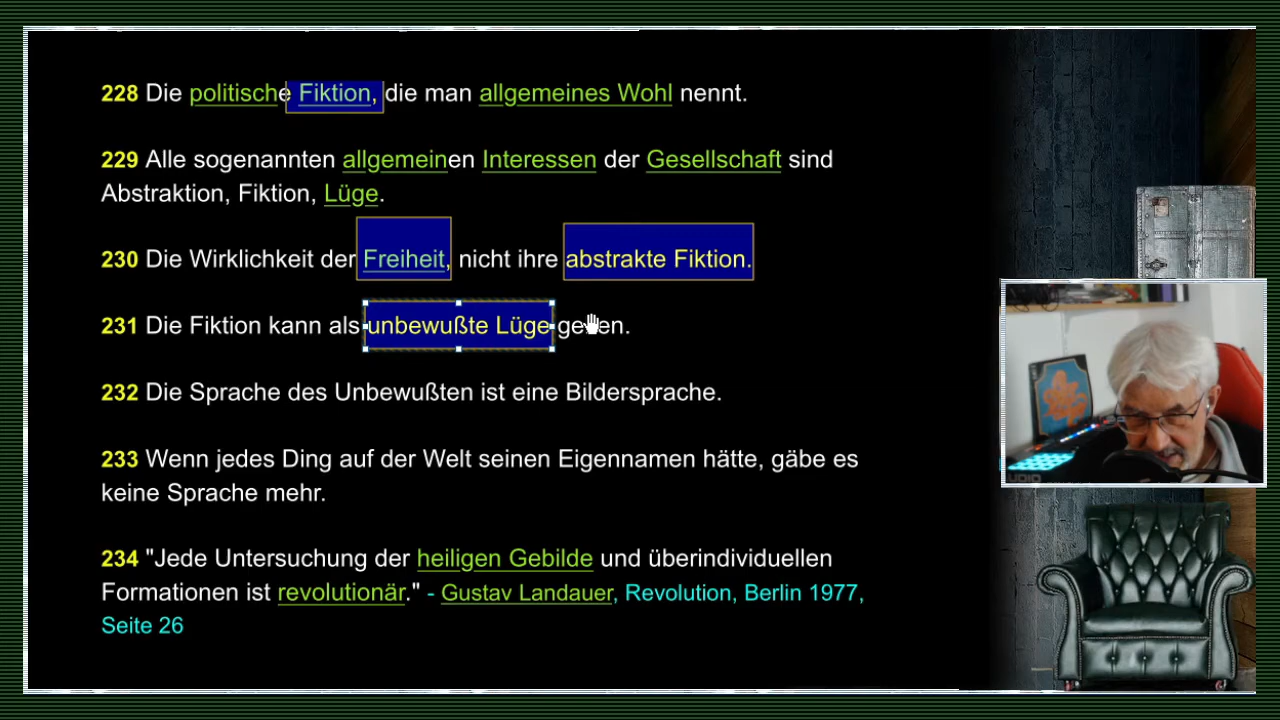 228 Die politische Fiktion, die man allgemeines Wohl nennt.
229 Alle sogenannten allgemeinen Interessen der Gesellschaft sind
Abstraktion, Fiktion, Lüge.
230 Die Wirklichkeit der Freiheit, nicht ihre abstrakte Fiktion.
231 Die Fiktion kann als unbewußte Lüge gelten.
232 Die Sprache des Unbewußten ist eine Bildersprache.
233 Wenn jedes Ding auf der Welt seinen Eigennamen hätte, gäbe es
keine Sprache mehr.
234 "Jede Untersuchung der heiligen Gebilde und überindividuellen
Formationen ist revolutionär." - Gustav Landauer, Revolution, Berlin 1977,
Seite 26